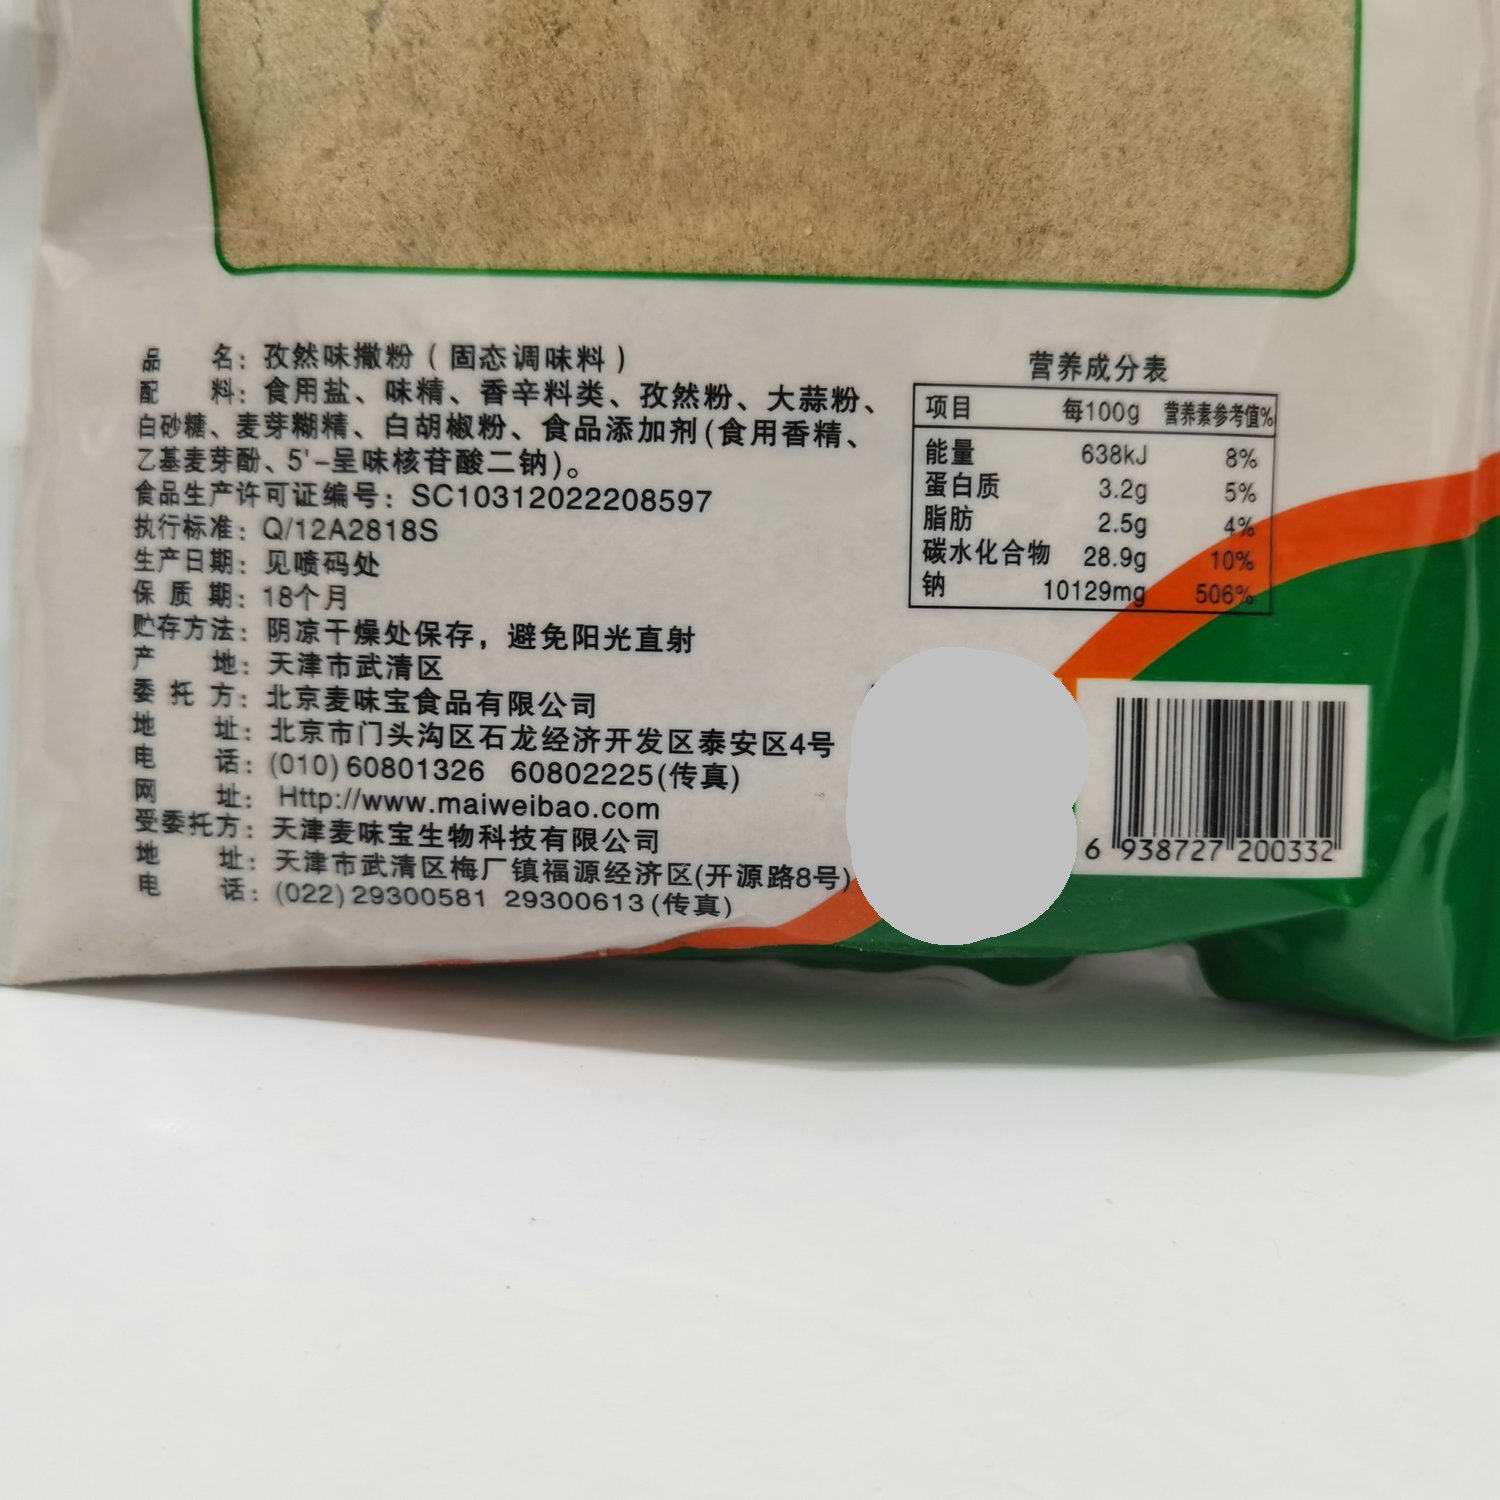 品 名：孜然味撒粉（固态调味料）
配 料：食用盐、味精、香辛料类、孜然粉、大蒜粉、
白砂糖、麦芽糊精、白胡椒粉、食品添加剂(食用香精、
乙基麦芽酚、5'-呈味核苷酸二钠)。
食品生产许可证编号：SC10312022208597
执行标准：Q/12A2818S
生产日期：见喷码处
保 质 期：18个月
贮存方法：阴凉干燥处保存，避免阳光直射
产 地：天津市武清区
委 托 方：北京麦味宝食品有限公司
地 址：北京市门头沟区石龙经济开发区泰安区4号
电 话：(010)60801326 60802225(传真)
网 址：Http://www.maiweibao.com
受委托方：天津麦味宝生物科技有限公司
地 址：天津市武清区梅厂镇福源经济区(开源路8号)
电 话：(022)29300581 29300613(传真)
营养成分表
项目 每100g 营养素参考值%
能量 638kJ 8%
蛋白质 3.2g 5%
脂肪 2.5g 4%
碳水化合物 28.9g 10%
钠 10129mg 506%
6 938727 200332